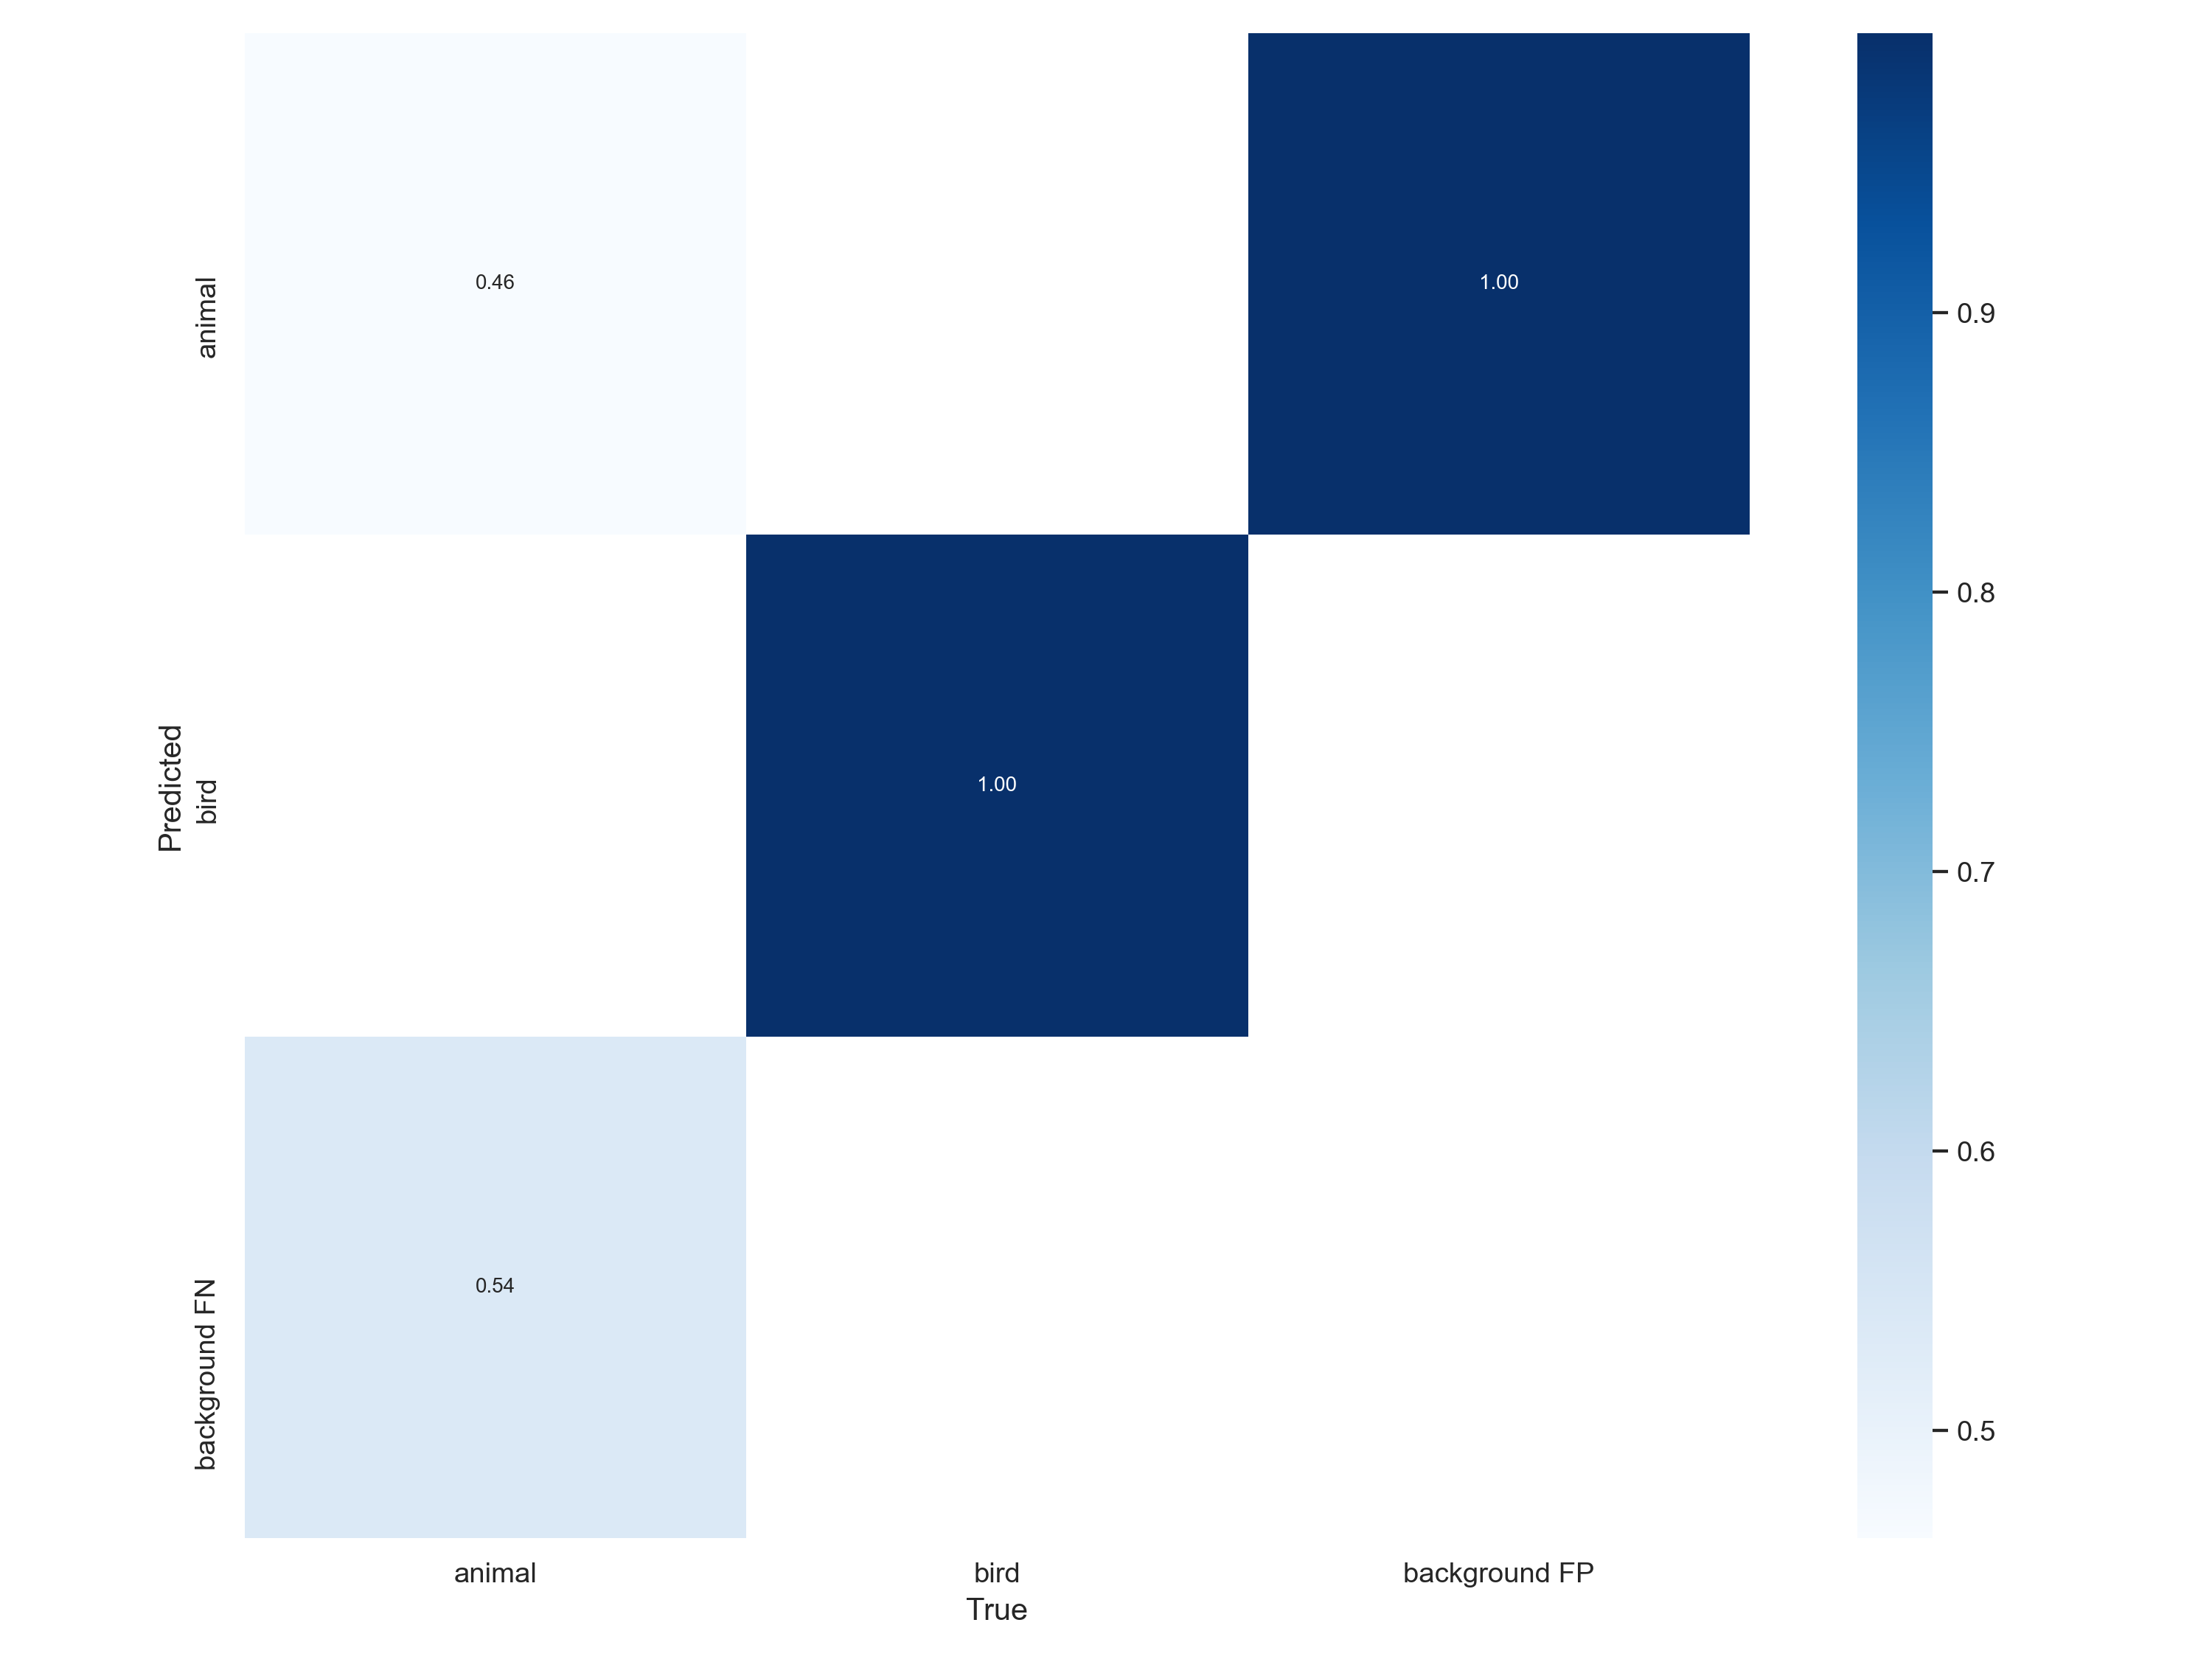 0.46
1.00
1.00
0.54
animal
bird
background FN
Predicted
animal
bird
background FP
True
0.9
0.8
0.7
0.6
0.5